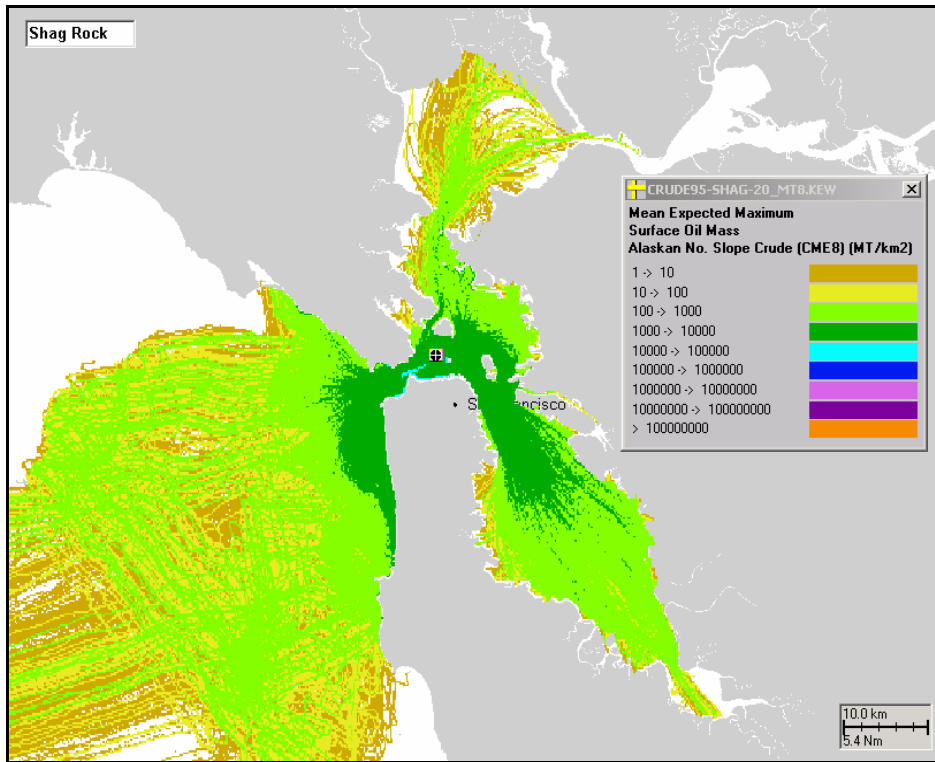 Shag Rock
CRUDE95-SHAG-20_MT8.KEW
Mean Expected Maximum
Surface Oil Mass
Alaskan No. Slope Crude (CME8) (MT/km2)
1 -> 10
10 -> 100
100 -> 1000
1000 -> 10000
10000 -> 100000
100000 -> 1000000
1000000 -> 10000000
10000000 -> 100000000
> 100000000
10.0 km
5.4 Nm